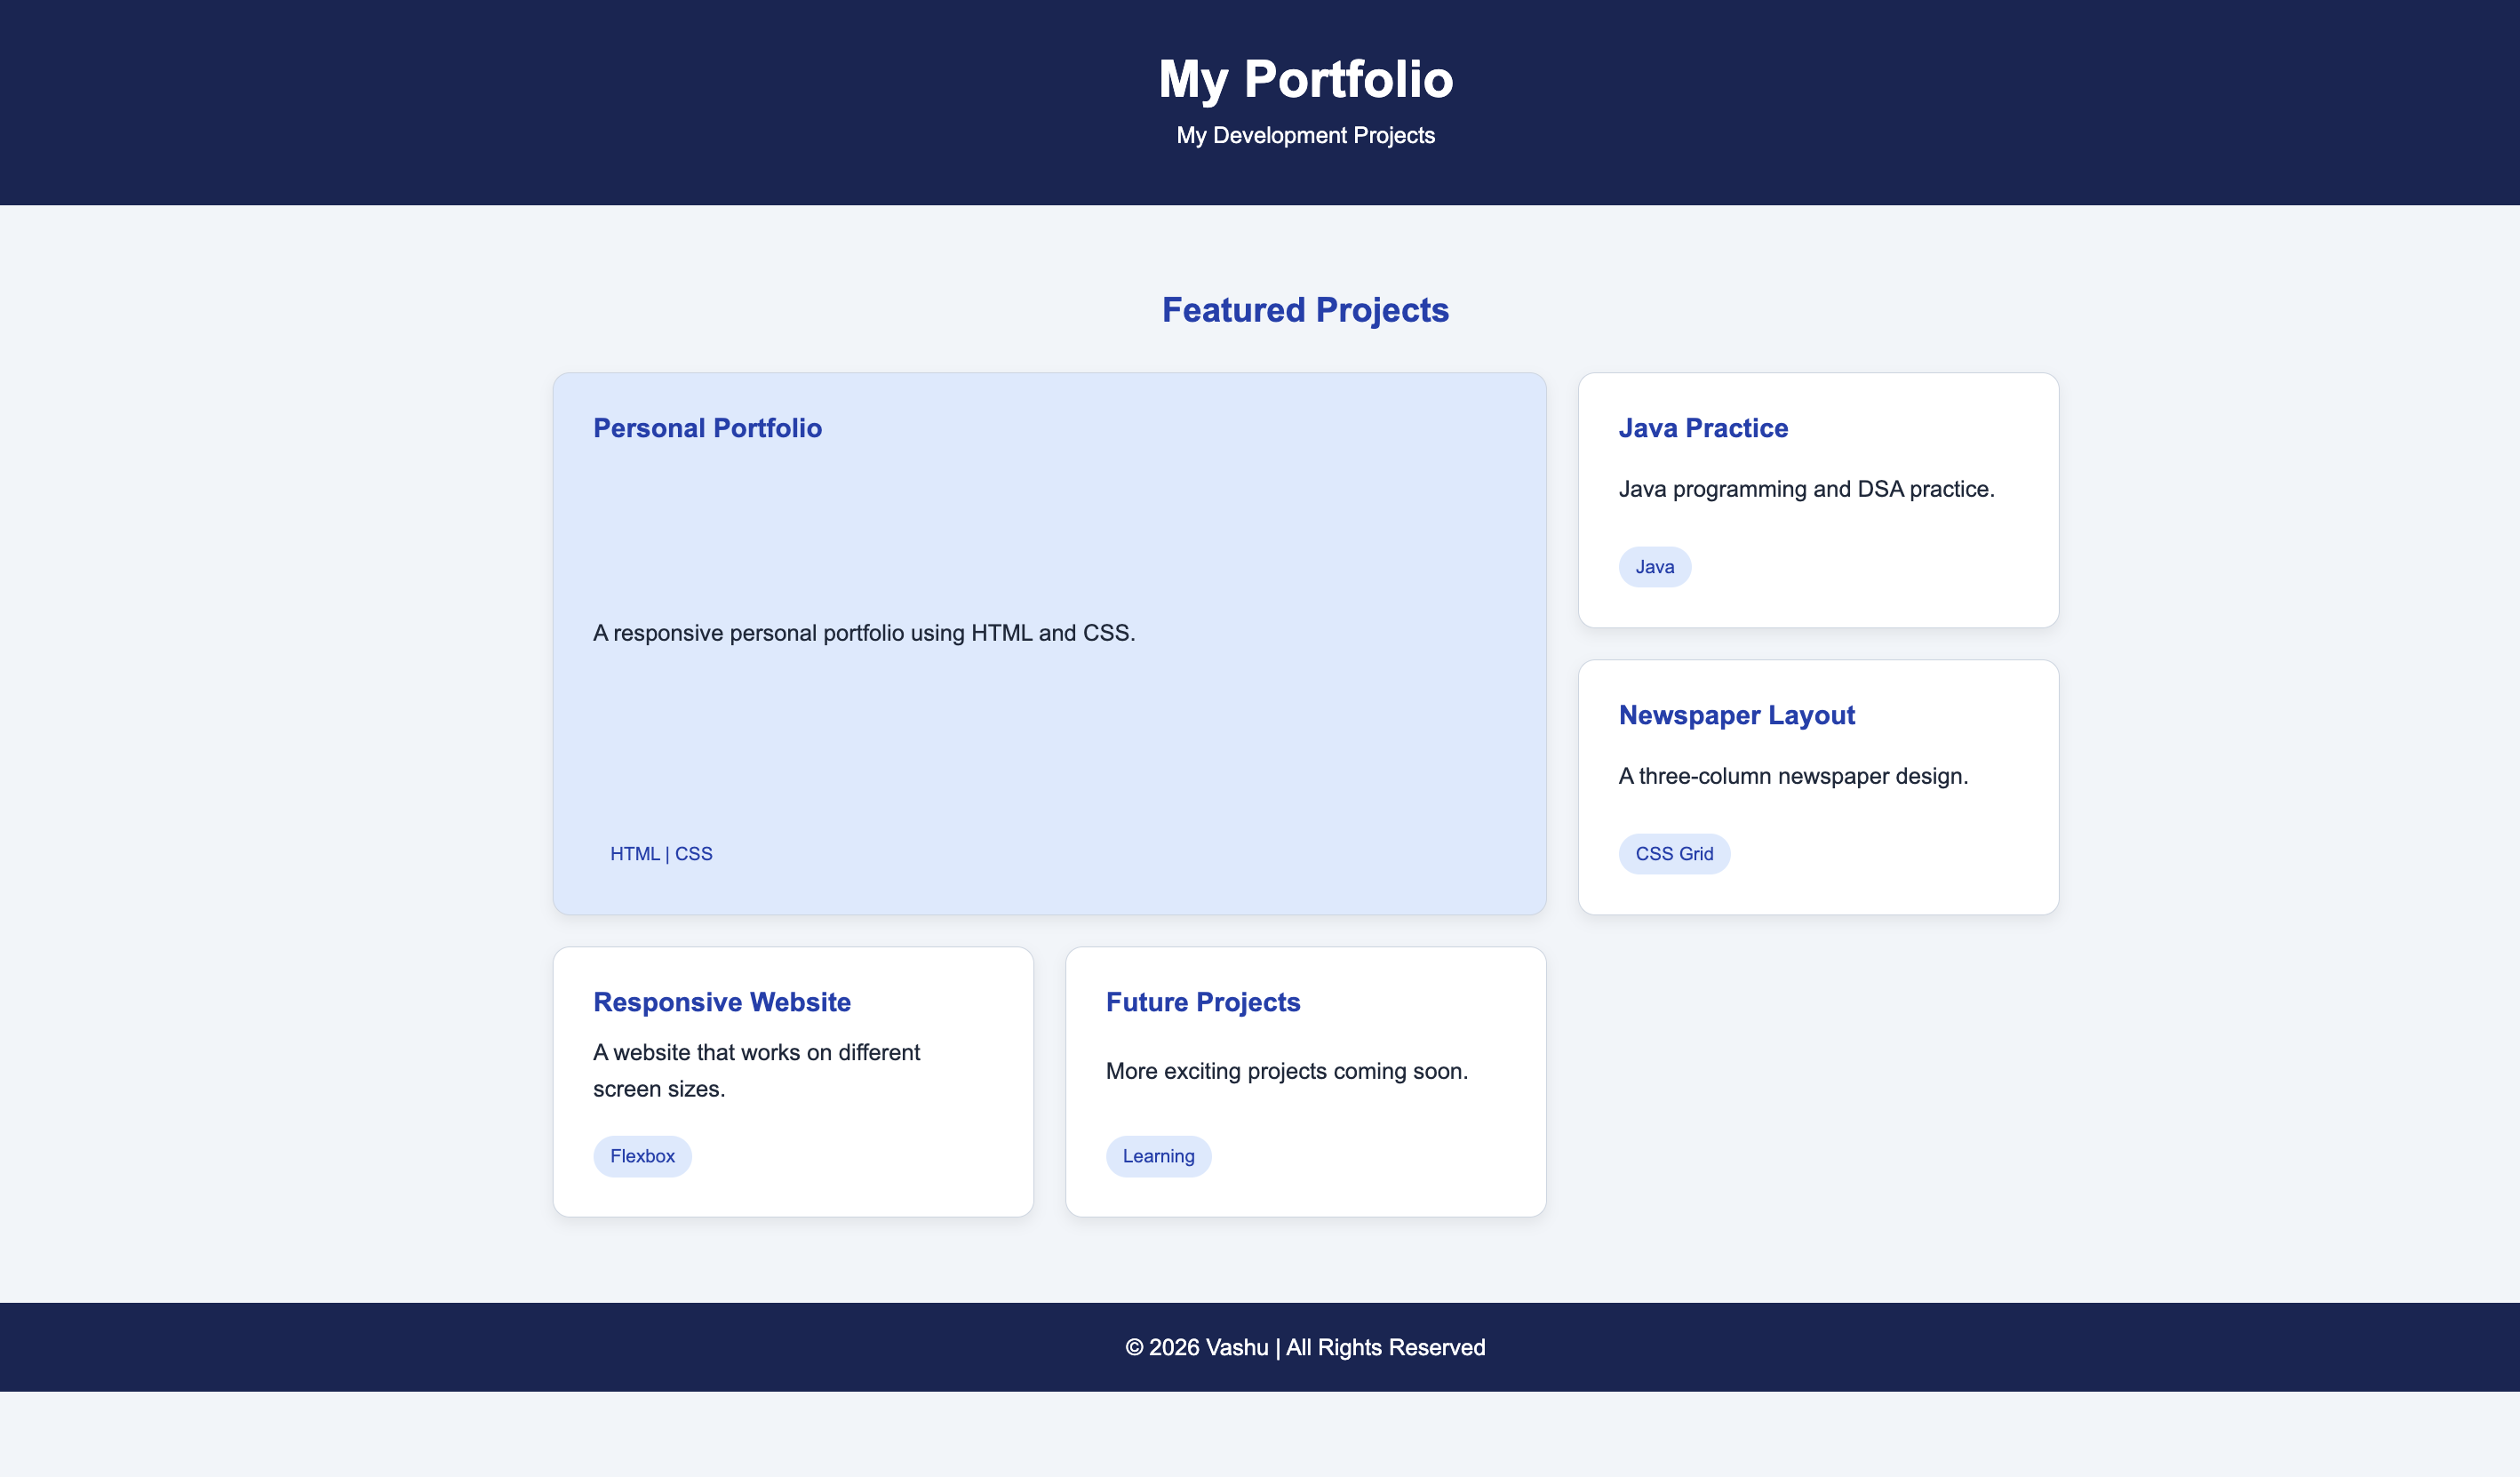 My Portfolio
My Development Projects
Featured Projects
Personal Portfolio
A responsive personal portfolio using HTML and CSS.
HTML | CSS
Java Practice
Java programming and DSA practice.
Java
Newspaper Layout
A three-column newspaper design.
CSS Grid
Responsive Website
A website that works on different
screen sizes.
Flexbox
Future Projects
More exciting projects coming soon.
Learning
© 2026 Vashu | All Rights Reserved